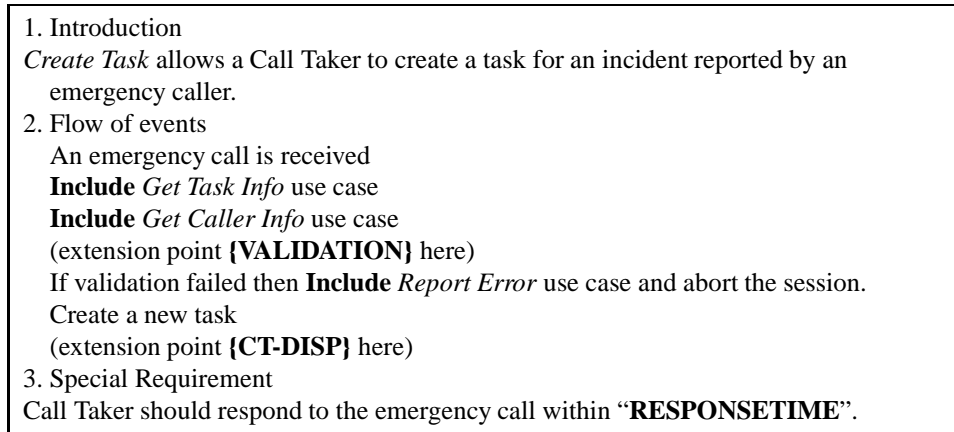 1. Introduction
Create Task allows a Call Taker to create a task for an incident reported by an
emergency caller.
2. Flow of events
An emergency call is received
Include Get Task Info use case
Include Get Caller Info use case
(extension point {VALIDATION} here)
If validation failed then Include Report Error use case and abort the session.
Create a new task
(extension point {CT-DISP} here)
3. Special Requirement
Call Taker should respond to the emergency call within “RESPONSETIME”.